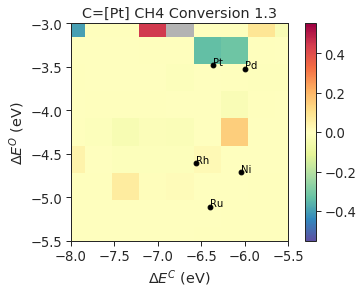 C=[Pt] CH4 Conversion 1.3
−3.0
−3.5
−4.0
−4.5
−5.0
−5.5
ΔE^O (eV)
Pt
Pd
Rh
Ni
Ru
−8.0 −7.5 −7.0 −6.5 −6.0 −5.5
ΔE^C (eV)
0.4
0.2
0.0
−0.2
−0.4